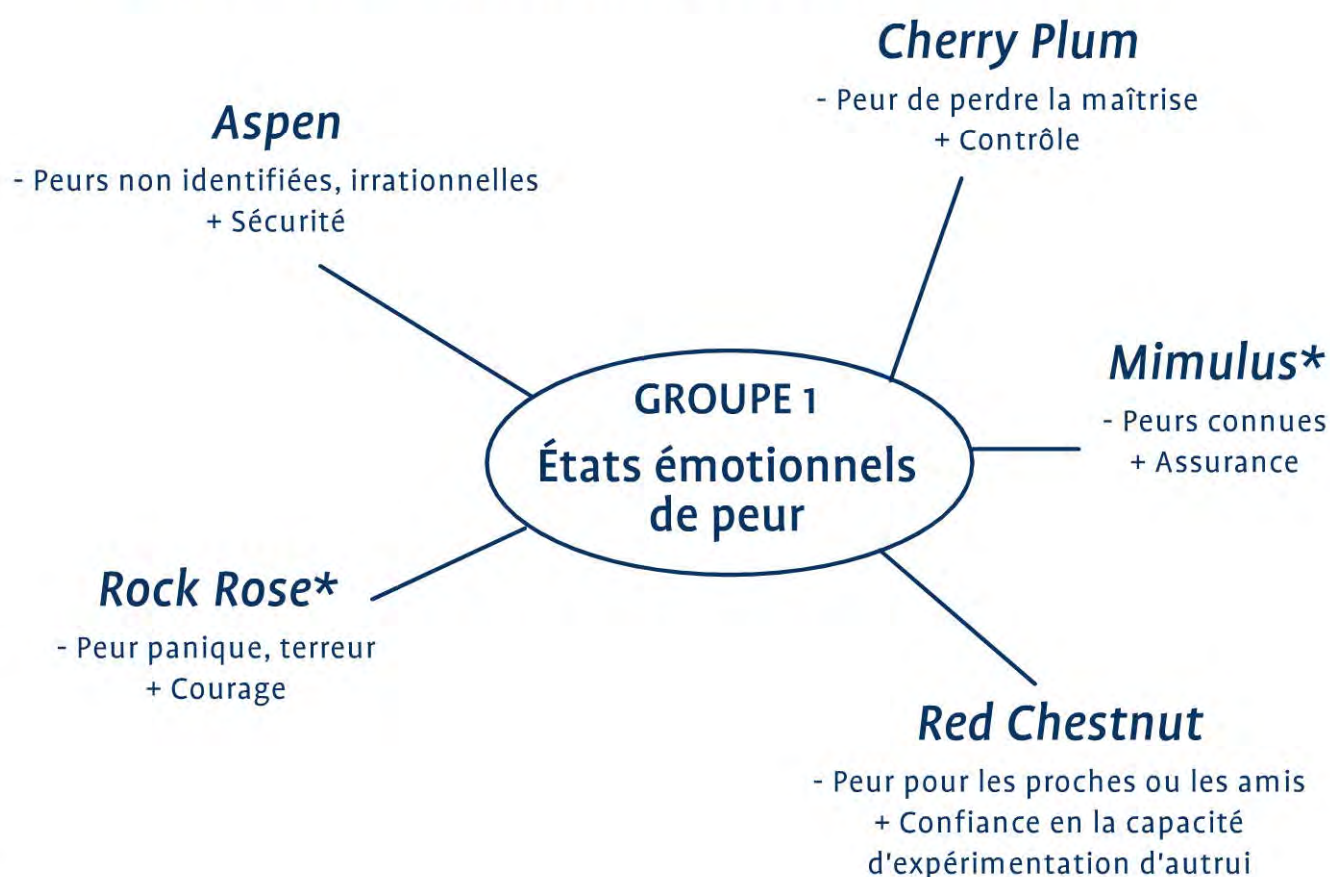 Cherry Plum
- Peur de perdre la maîtrise
+ Contrôle
Aspen
- Peurs non identifiées, irrationnelles
+ Sécurité
Mimulus*
- Peurs connues
+ Assurance
GROUPE 1
États émotionnels
de peur
Rock Rose*
- Peur panique, terreur
+ Courage
Red Chestnut
- Peur pour les proches ou les amis
+ Confiance en la capacité
d'expérimentation d'autrui